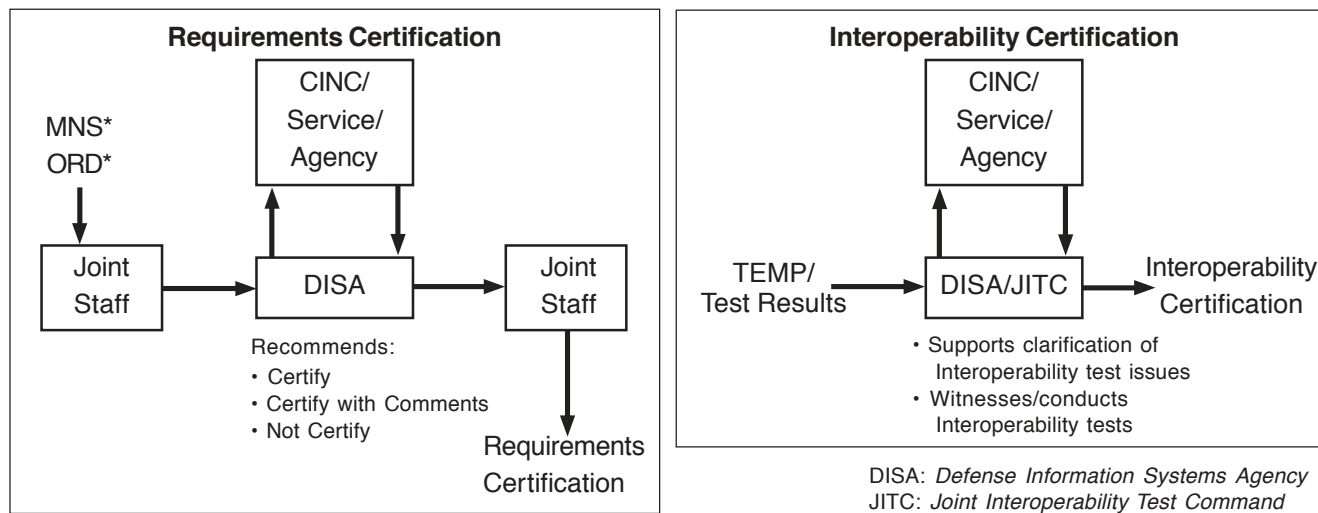 Requirements Certification
CINC/
Service/
Agency
MNS*
ORD*
Joint
Staff
DISA
Joint
Staff
Recommends:
• Certify
• Certify with Comments
• Not Certify
Requirements
Certification
Interoperability Certification
CINC/
Service/
Agency
TEMP/
Test Results
DISA/JITC
Interoperability
Certification
• Supports clarification of
Interoperability test issues
• Witnesses/conducts
Interoperability tests
DISA: Defense Information Systems Agency
JITC: Joint Interoperability Test Command